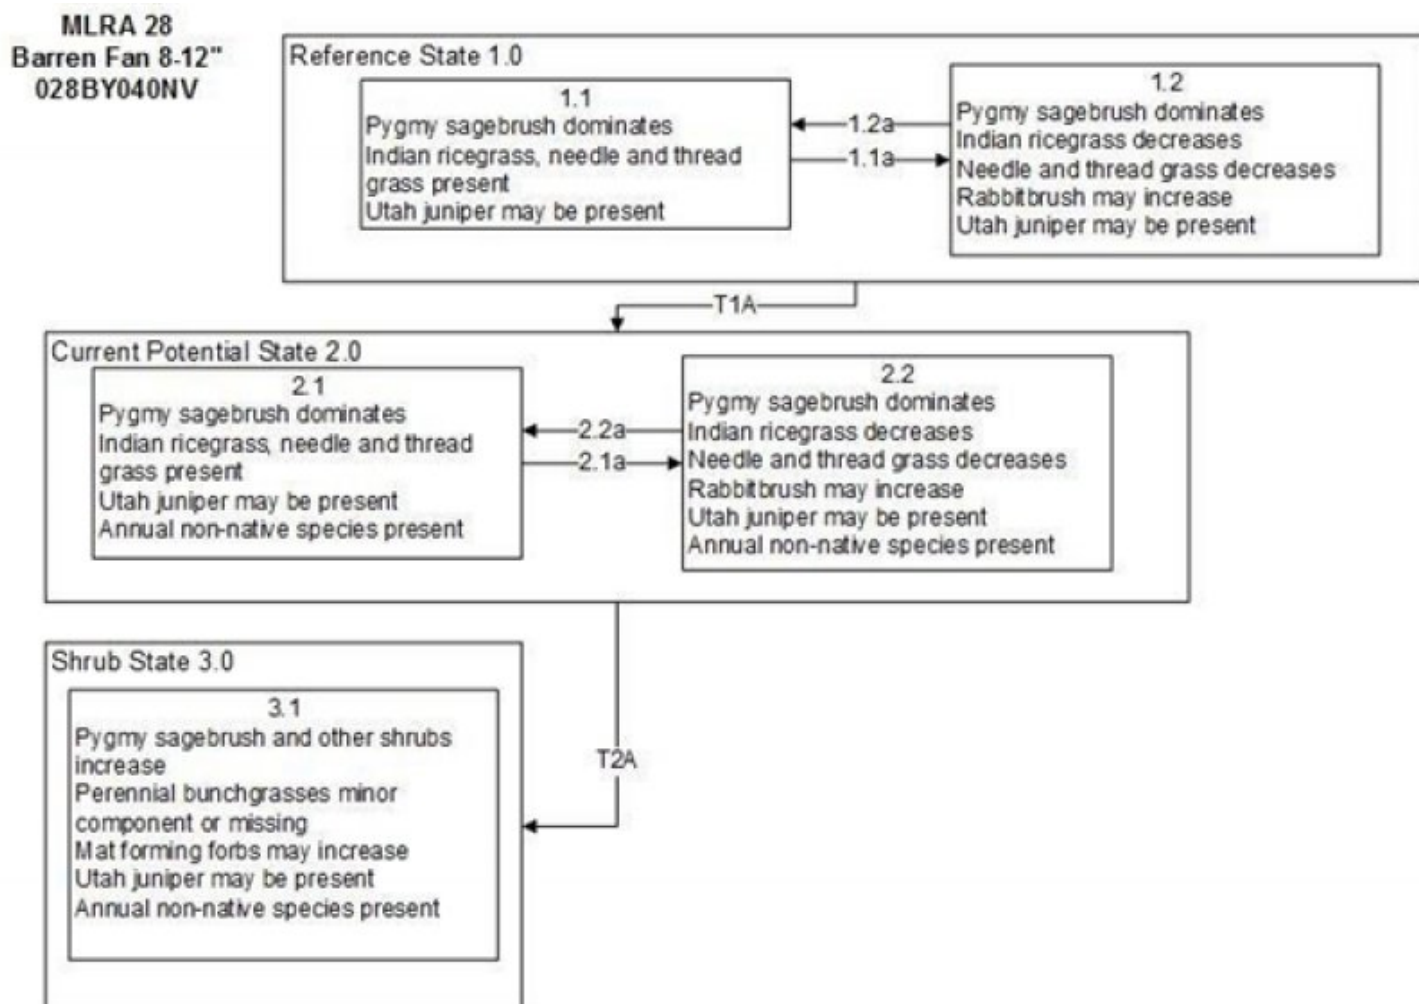 MLRA 28
Barren Fan 8-12"
028BY040NV
Reference State 1.0
1.1
Pygmy sagebrush dominates
Indian ricegrass, needle and thread
grass present
Utah juniper may be present
1.2a
1.1a
1.2
Pygmy sagebrush dominates
Indian ricegrass decreases
Needle and thread grass decreases
Rabbitbrush may increase
Utah juniper may be present
T1A
Current Potential State 2.0
2.1
Pygmy sagebrush dominates
Indian ricegrass, needle and thread
grass present
Utah juniper may be present
Annual non-native species present
2.2a
2.1a
2.2
Pygmy sagebrush dominates
Indian ricegrass decreases
Needle and thread grass decreases
Rabbitbrush may increase
Utah juniper may be present
Annual non-native species present
T2A
Shrub State 3.0
3.1
Pygmy sagebrush and other shrubs
increase
Perennial bunchgrasses minor
component or missing
Mat forming forbs may increase
Utah juniper may be present
Annual non-native species present